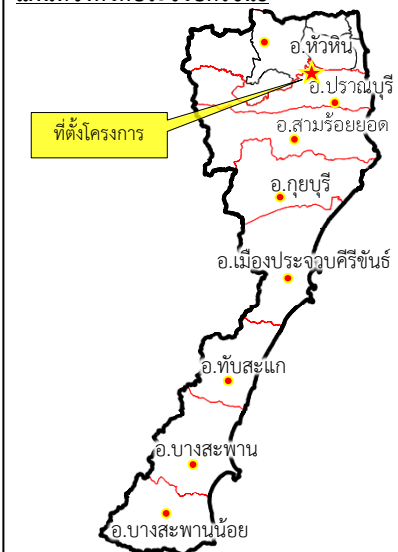 อ.หัวหิน
อ.ปราณบุรี
ที่ตั้งโครงการ
อ.สามร้อยยอด
อ.กุยบุรี
อ.เมืองประจวบคีรีขันธ์
อ.ทับสะแก
อ.บางสะพาน
อ.บางสะพานน้อย